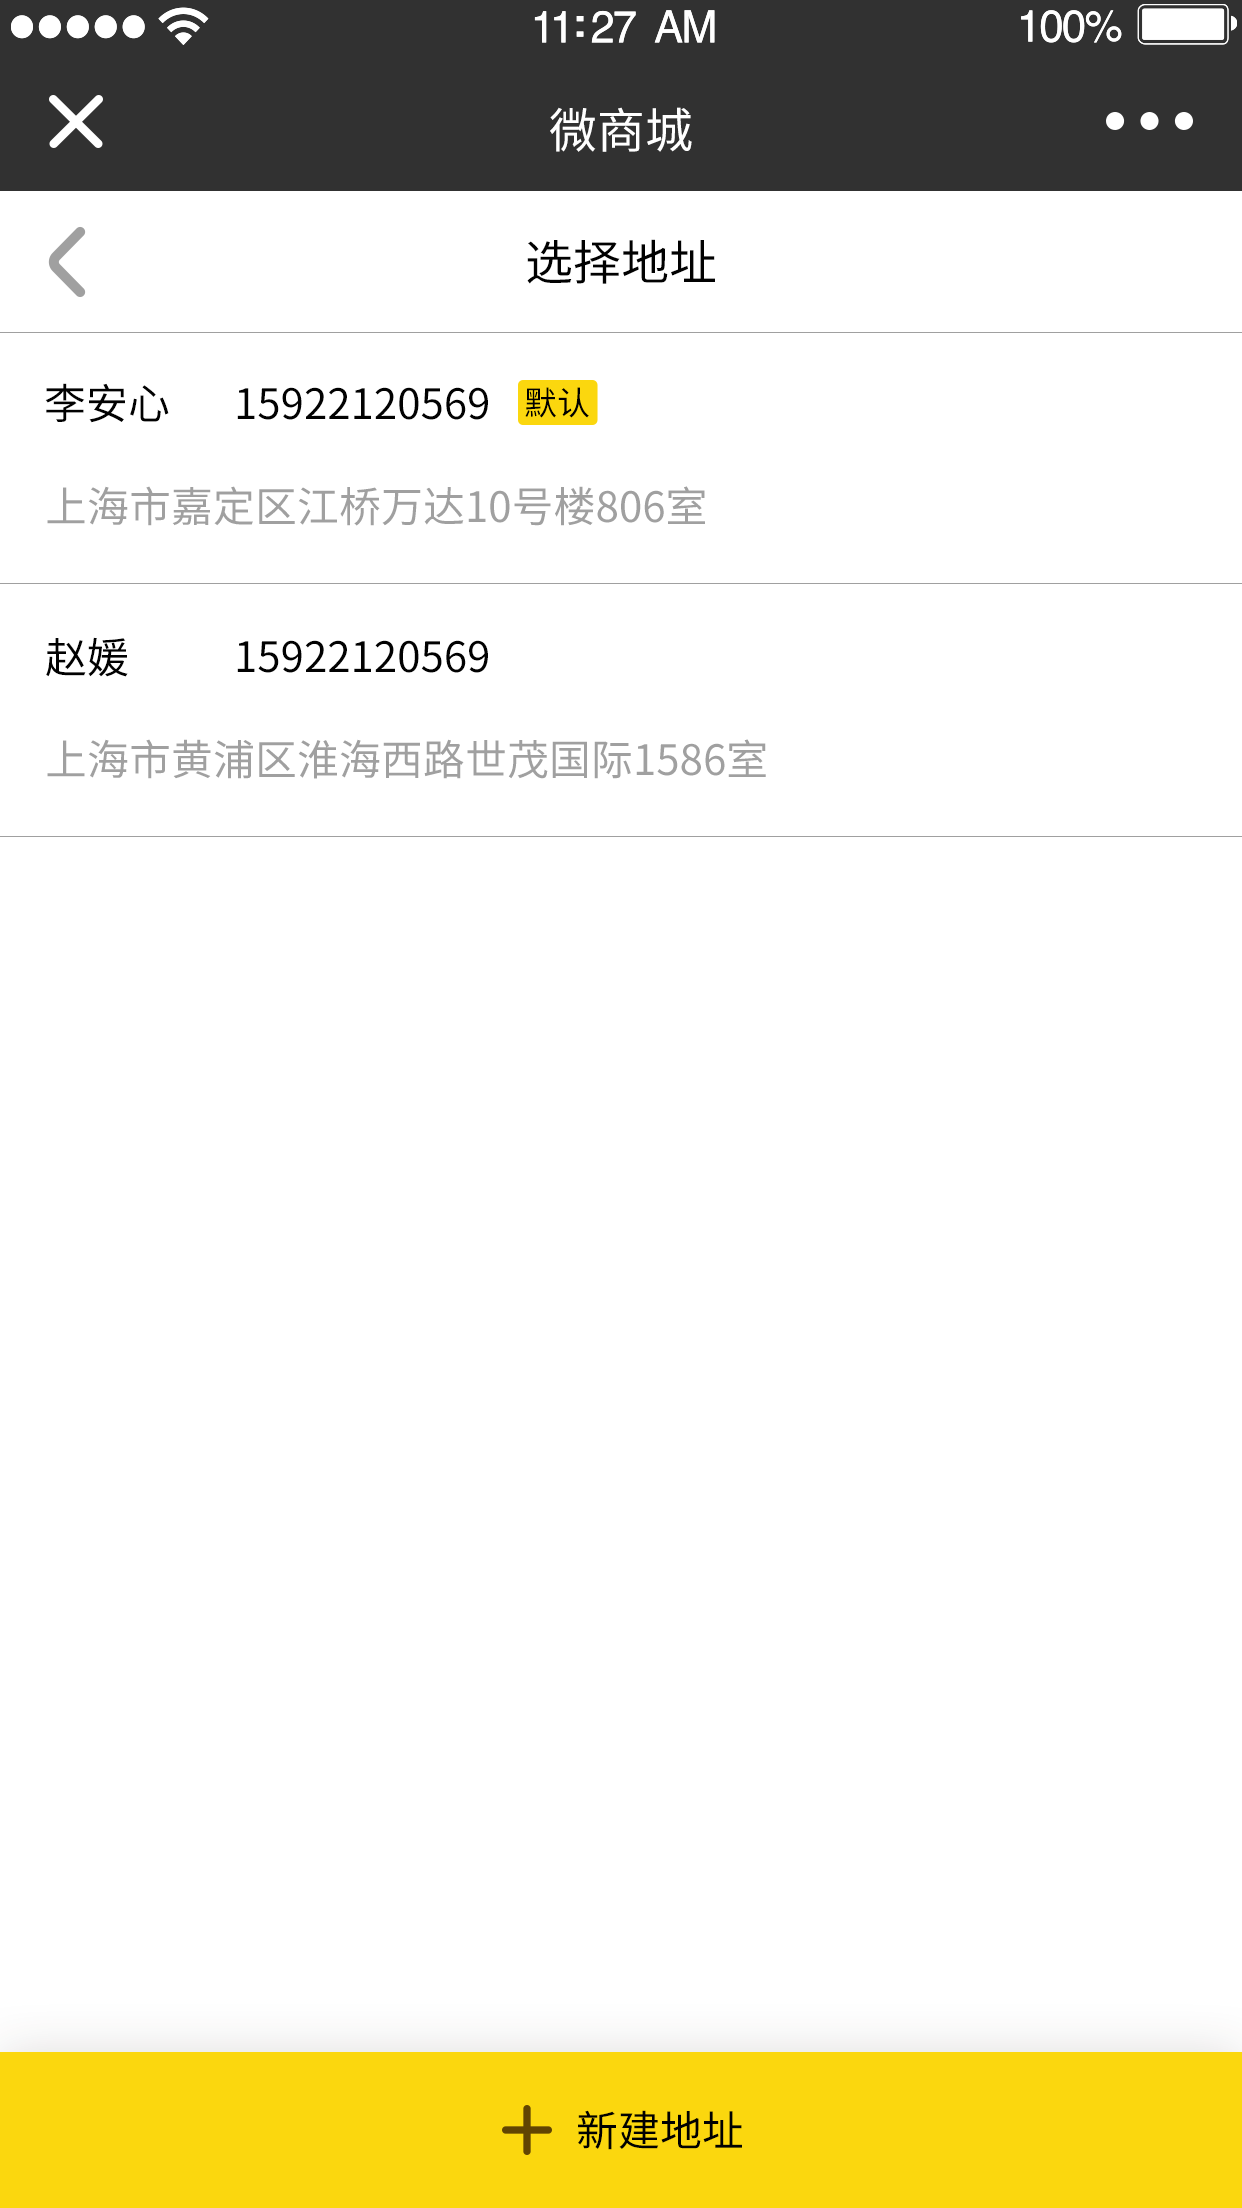 11:27 AM 100%
微商城
选择地址
李安心 15922120569 默认
上海市嘉定区江桥万达10号楼806室
赵媛 15922120569
上海市黄浦区淮海西路世茂国际1586室
新建地址